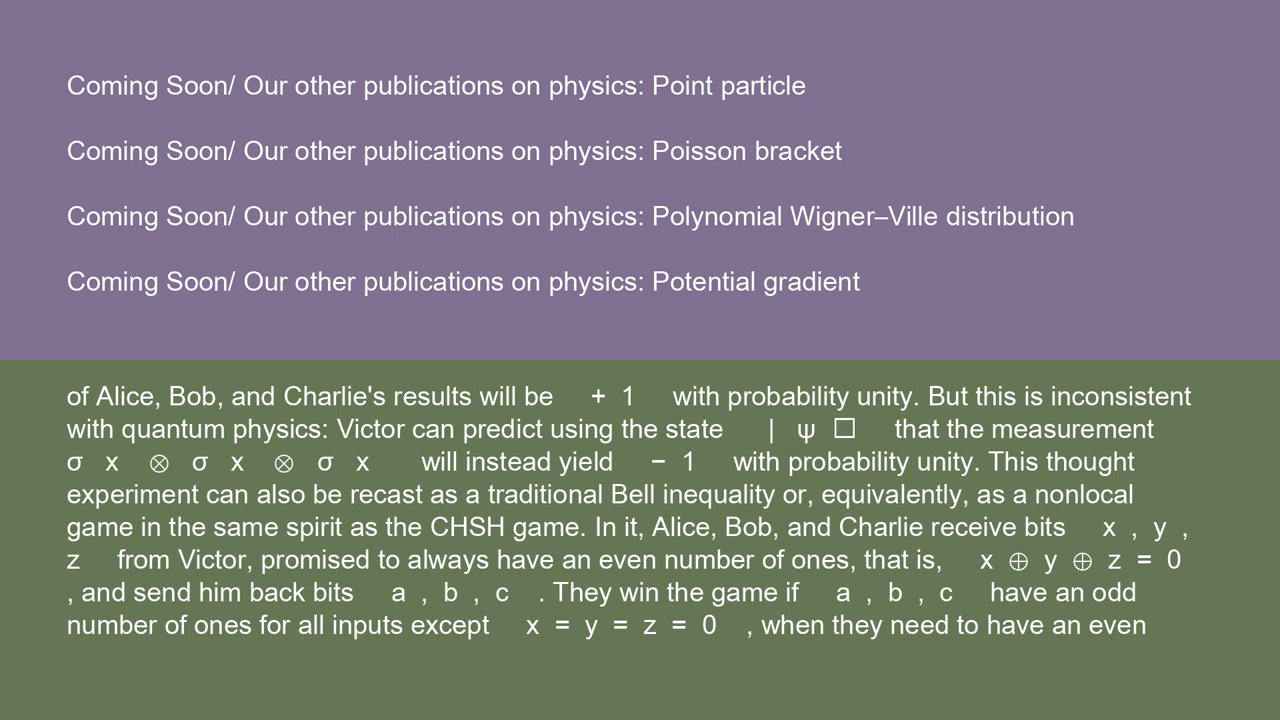 Coming Soon/ Our other publications on physics: Point particle
Coming Soon/ Our other publications on physics: Poisson bracket
Coming Soon/ Our other publications on physics: Polynomial Wigner–Ville distribution
Coming Soon/ Our other publications on physics: Potential gradient
of Alice, Bob, and Charlie's results will be + 1 with probability unity. But this is inconsistent
with quantum physics: Victor can predict using the state | ψ □ that the measurement
σ x ⊗ σ x ⊗ σ x will instead yield − 1 with probability unity. This thought
experiment can also be recast as a traditional Bell inequality or, equivalently, as a nonlocal
game in the same spirit as the CHSH game. In it, Alice, Bob, and Charlie receive bits x , y ,
z from Victor, promised to always have an even number of ones, that is, x ⊕ y ⊕ z = 0
, and send him back bits a , b , c . They win the game if a , b , c have an odd
number of ones for all inputs except x = y = z = 0 , when they need to have an even